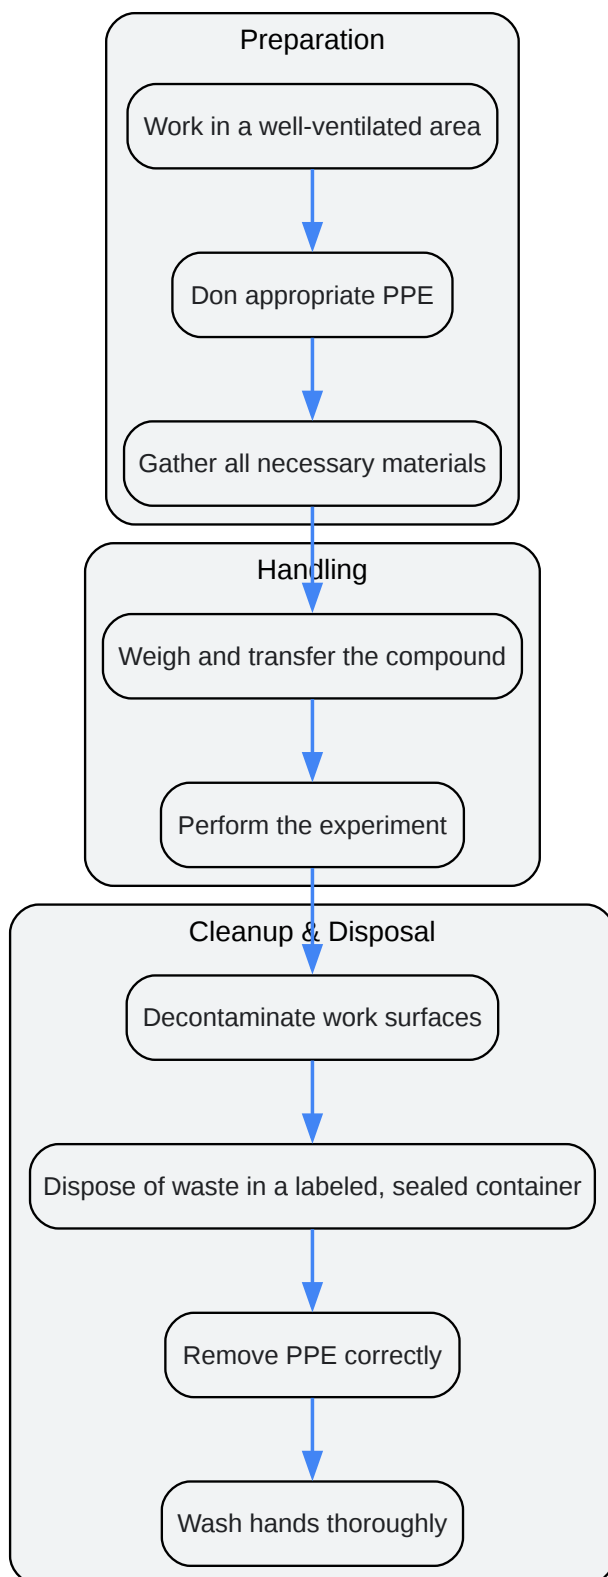 Preparation
Work in a well-ventilated area
Don appropriate PPE
Gather all necessary materials
Handling
Weigh and transfer the compound
Perform the experiment
Cleanup & Disposal
Decontaminate work surfaces
Dispose of waste in a labeled, sealed container
Remove PPE correctly
Wash hands thoroughly